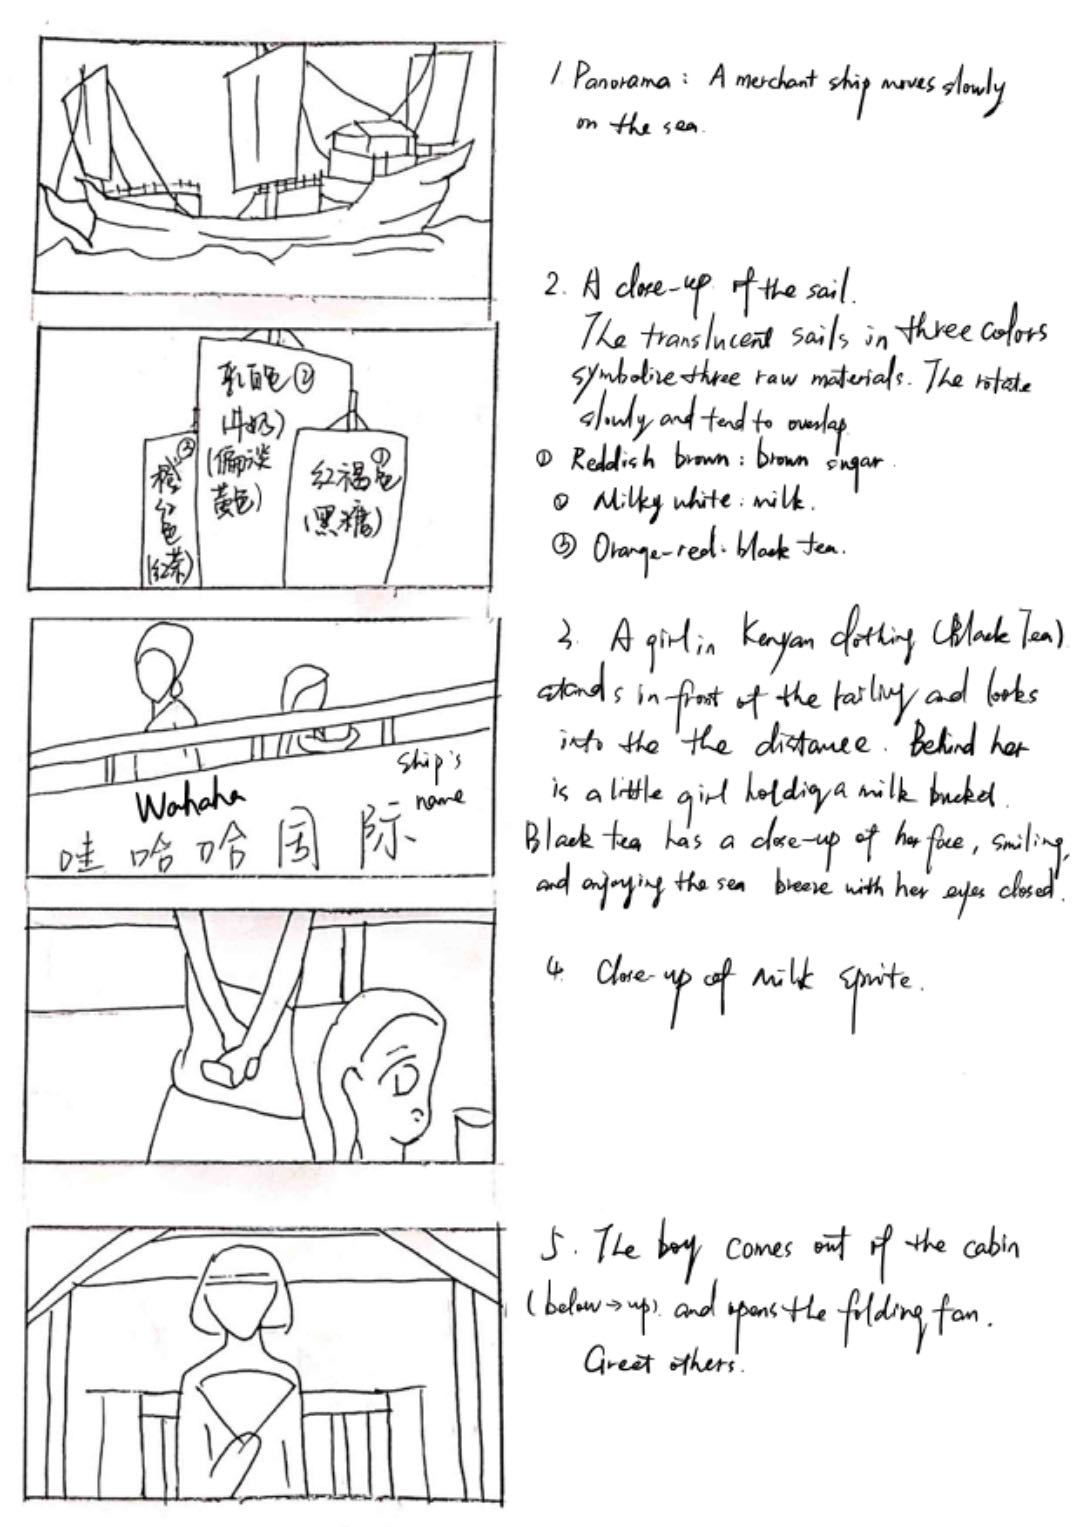 1. Panorama: A merchant ship moves slowly
on the sea.
2. A close-up of the sail.
The translucent sails in three colors
symbolize three raw materials. The rotate
slowly and tend to overlap
① Reddish brown: brown sugar.
② Milky white: milk.
③ Orange-red: black tea.
乳白色②
(牛奶)
(偏淡
黄色)
③
橙
红
色
(红茶)
①
红褐色
(黑糖)
3. A girl in Kenyan clothing (Black Tea)
stands in front of the railing and looks
into the the distance. Behind her
is a little girl holdig a milk bucket.
Black tea has a close-up of her face, smiling,
and enjoying the sea breeze with her eyes closed.
ship's
name
Wahaha
哇哈哈国际
4. Close-up of milk sprite.
5. The boy comes out of the cabin
(below→up). and opens the folding fan.
Greet others.